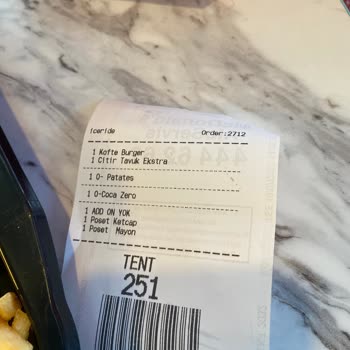 Iceride Order:2712
1 Kofte Burger
1 Citir Tavuk Ekstra
1 O- Patates
1 O-Coca Zero
1 ADD ON YOK
1 Poset Ketcap
1 Poset Mayon
TENT
251